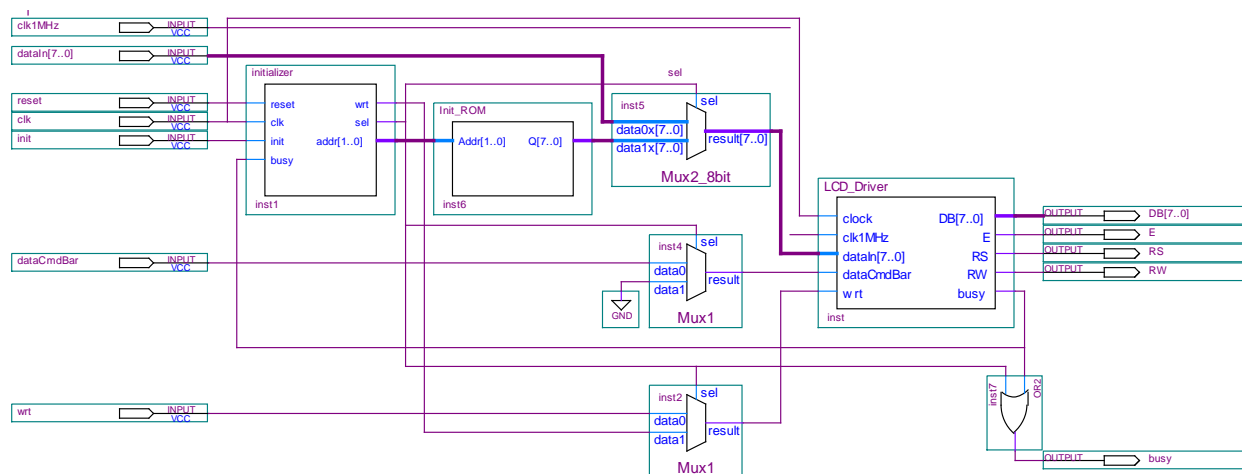 clk1MHz INPUT VCC
dataIn[7..0] INPUT VCC
reset INPUT VCC
clk INPUT VCC
init INPUT VCC
initializer
reset wrt
clk sel
init addr[1..0]
busy
inst1
Init_ROM
Addr[1..0] Q[7..0]
inst6
sel
inst5 sel
data0x[7..0]
data1x[7..0] result[7..0]
Mux2_8bit
LCD_Driver
clock DB[7..0]
clk1MHz E
dataIn[7..0] RS
dataCmdBar RW
wrt busy
inst
OUTPUT DB[7..0]
OUTPUT E
OUTPUT RS
OUTPUT RW
dataCmdBar INPUT VCC
inst4 sel
data0
data1 result
Mux1
GND
wrt INPUT VCC
inst2 sel
data0
data1 result
Mux1
inst7 OR2
OUTPUT busy